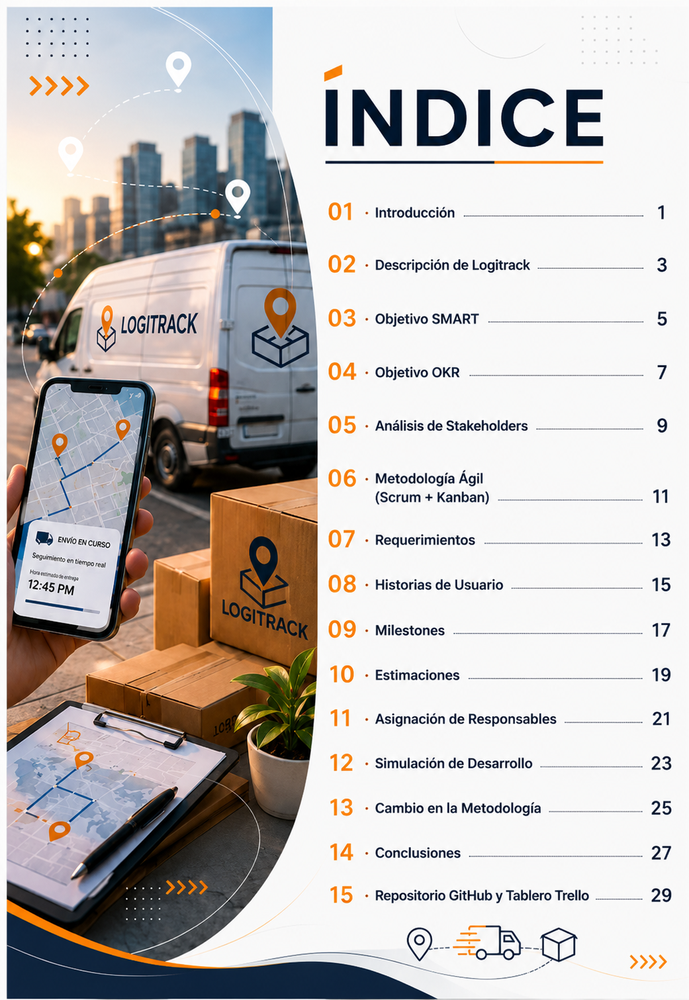 ÍNDICE
01 · Introducción 1
02 · Descripción de Logitrack 3
03 · Objetivo SMART 5
04 · Objetivo OKR 7
05 · Análisis de Stakeholders 9
06 · Metodología Ágil
(Scrum + Kanban) 11
07 · Requerimientos 13
08 · Historias de Usuario 15
09 · Milestones 17
10 · Estimaciones 19
11 · Asignación de Responsables 21
12 · Simulación de Desarrollo 23
13 · Cambio en la Metodología 25
14 · Conclusiones 27
15 · Repositorio GitHub y Tablero Trello 29
LOGITRACK
ENVÍO EN CURSO
Seguimiento en tiempo real
Hora estimada de entrega
12:45 PM
LOGITRACK